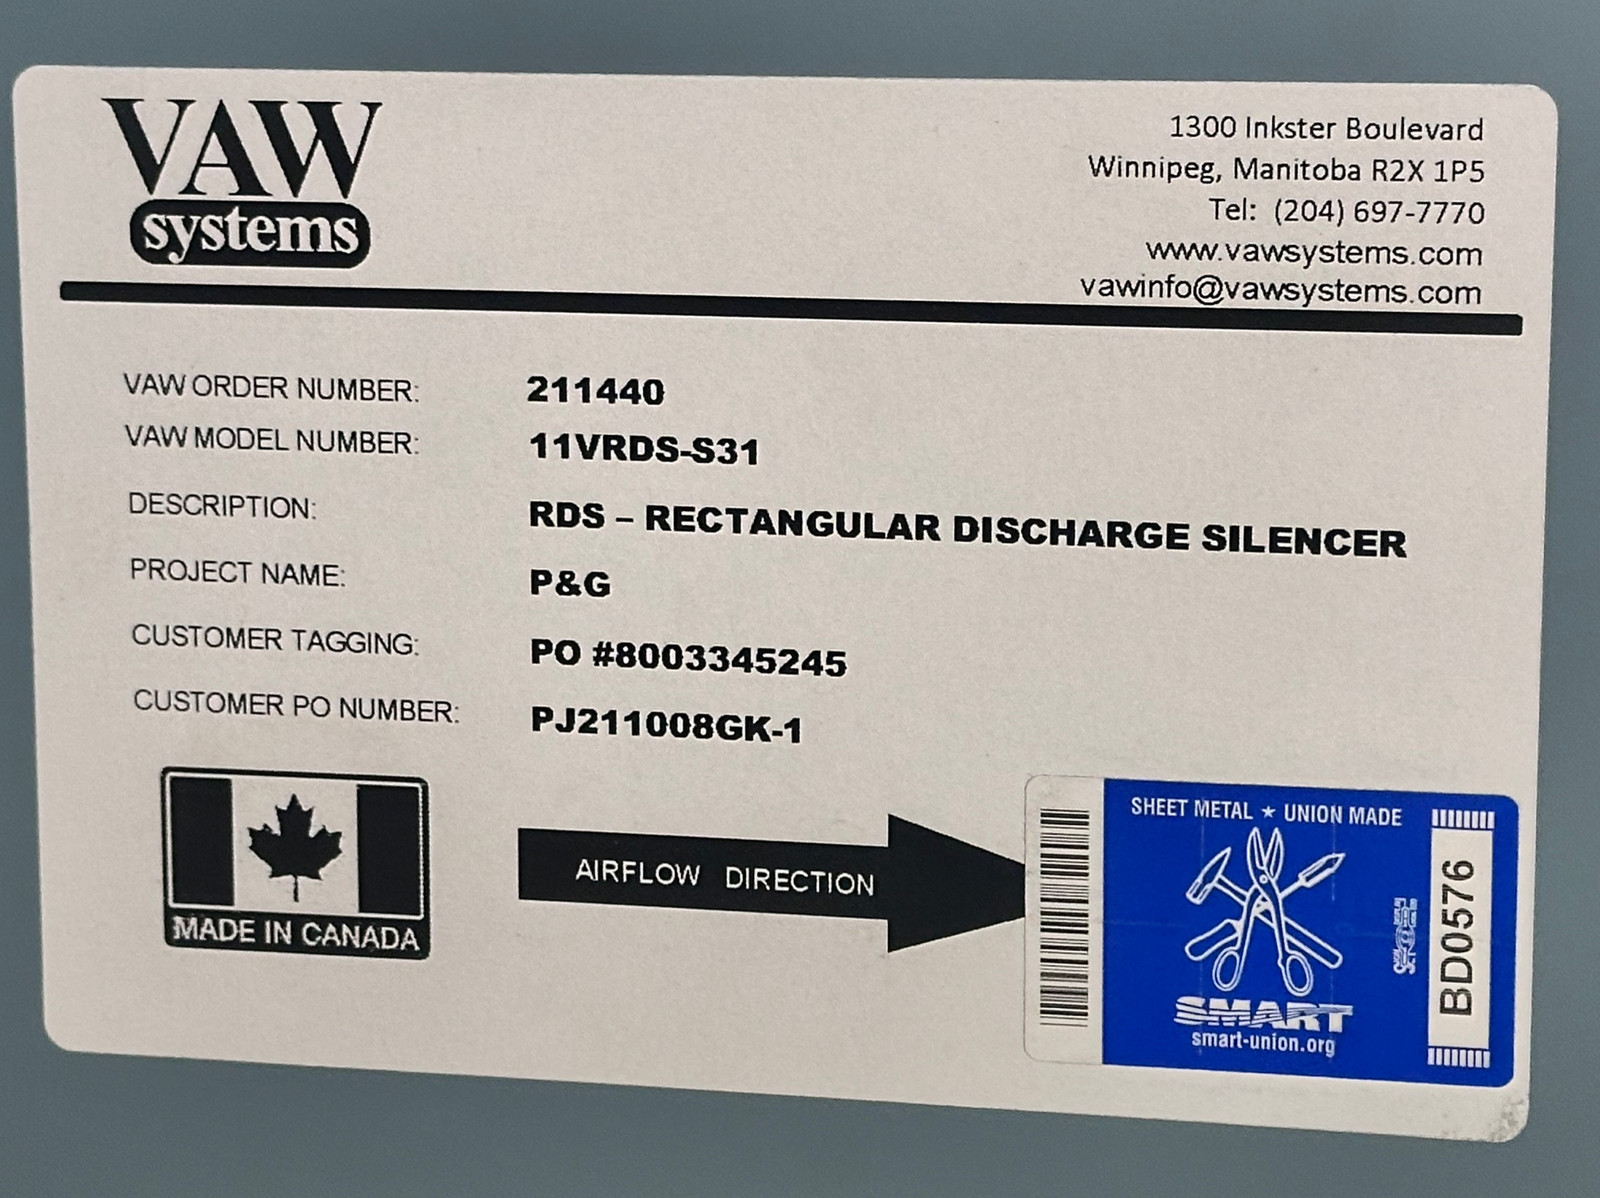 VAW
systems
1300 Inkster Boulevard
Winnipeg, Manitoba R2X 1P5
Tel: (204) 697-7770
www.vawsystems.com
vawinfo@vawsystems.com
VAW ORDER NUMBER: 211440
VAW MODEL NUMBER: 11VRDS-S31
DESCRIPTION: RDS – RECTANGULAR DISCHARGE SILENCER
PROJECT NAME: P&G
CUSTOMER TAGGING: PO #8003345245
CUSTOMER PO NUMBER: PJ211008GK-1
MADE IN CANADA
AIRFLOW DIRECTION
SHEET METAL ★ UNION MADE
SMART
smart-union.org
BD0576